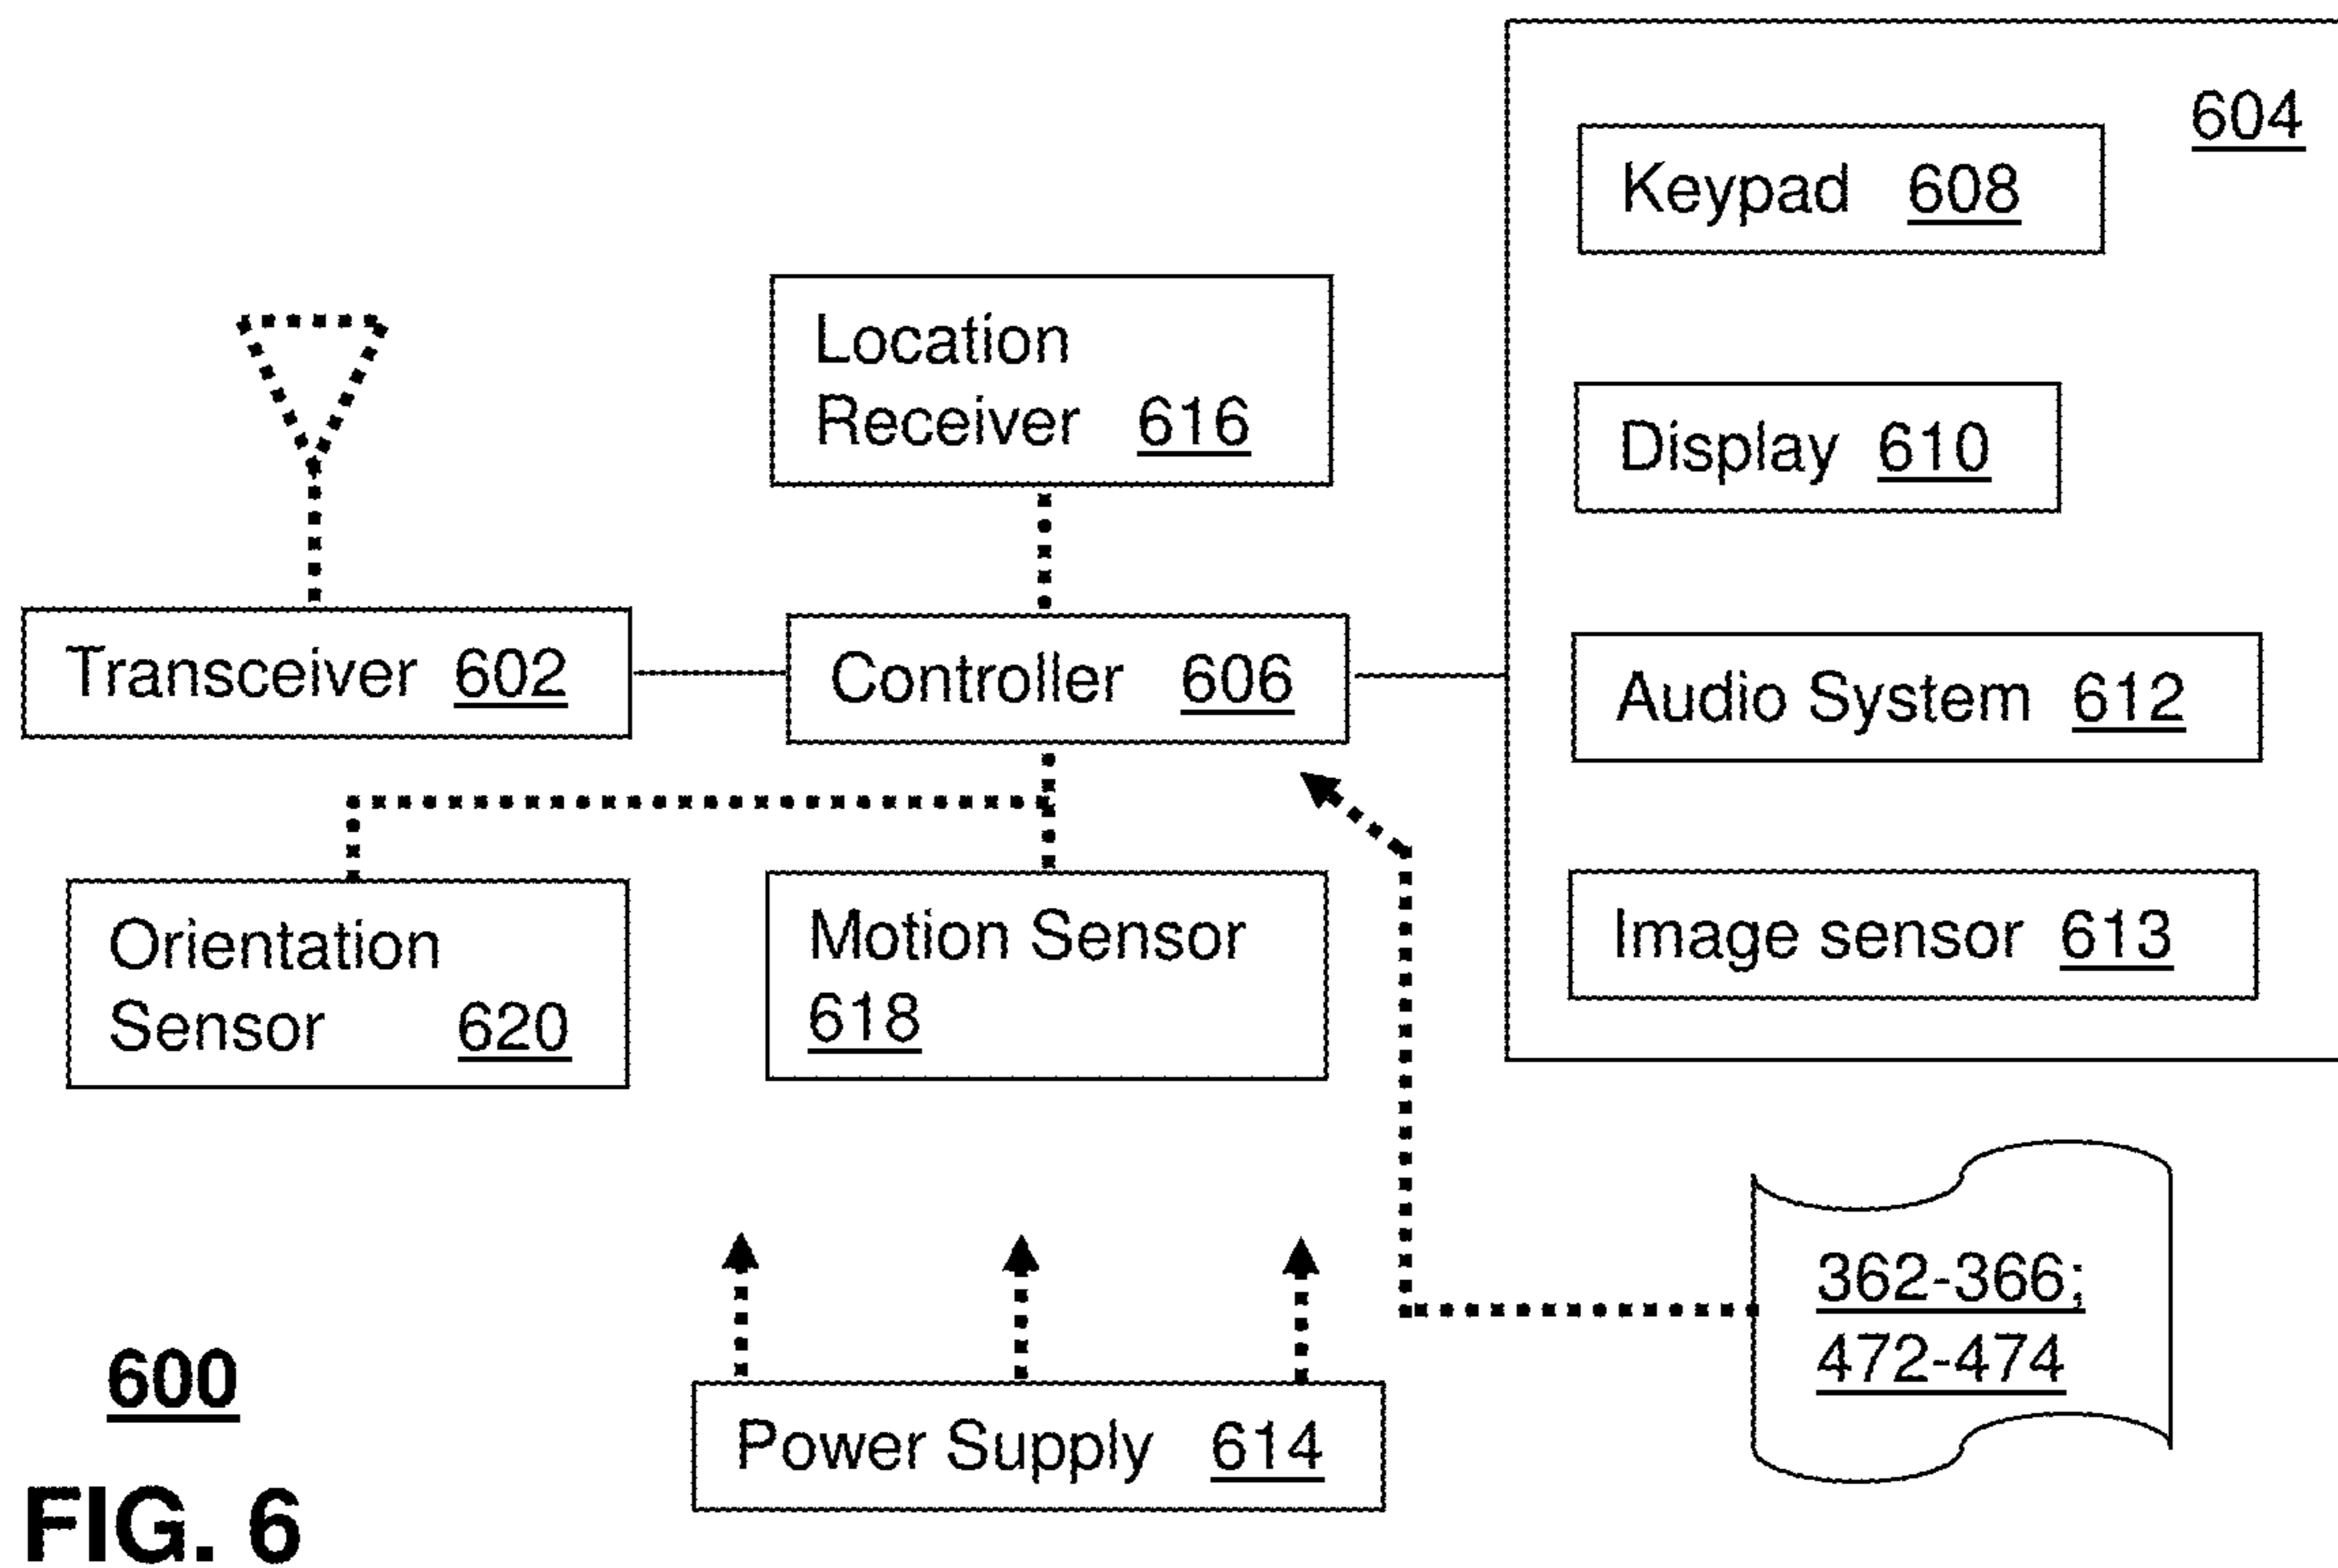 604
Keypad 608
Location
Receiver 616
Display 610
Transceiver 602
Controller 606
Audio System 612
Orientation
Sensor 620
Motion Sensor
618
Image sensor 613
362-366;
472-474
600
Power Supply 614
FIG. 6